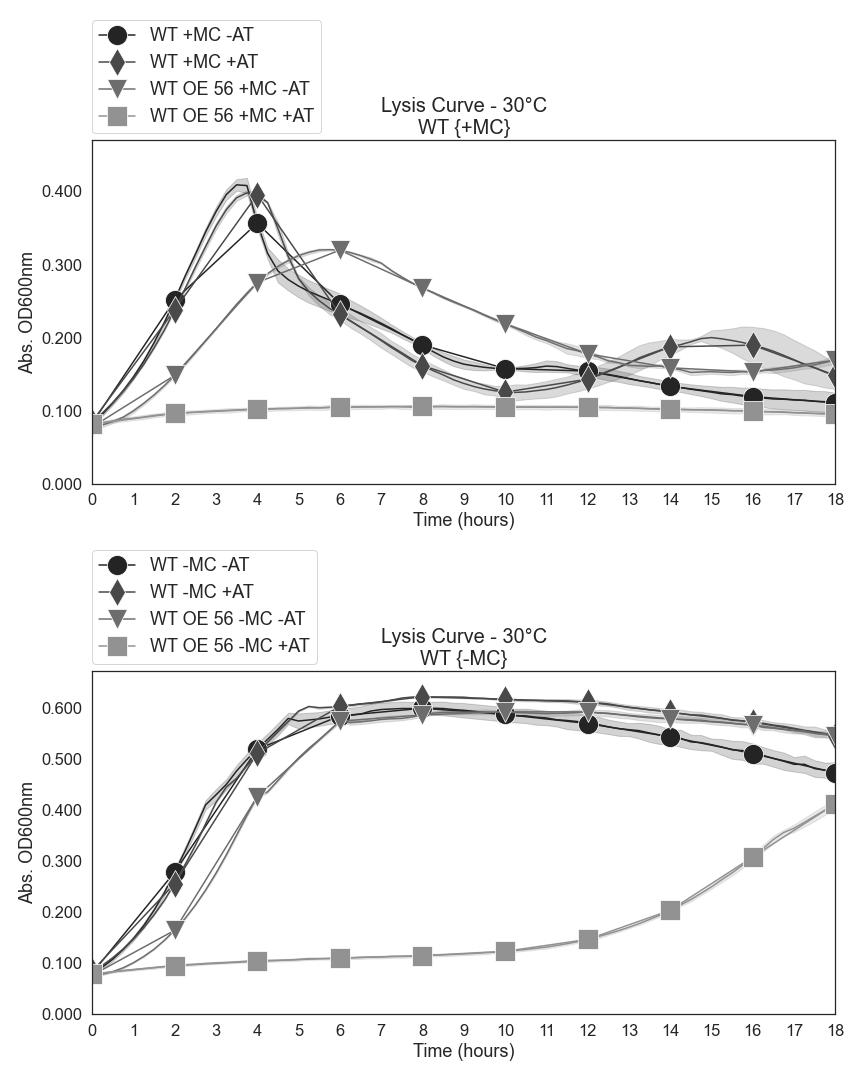 WT +MC -AT
WT +MC +AT
WT OE 56 +MC -AT
WT OE 56 +MC +AT
Lysis Curve - 30°C
WT {+MC}
0.400
0.300
0.200
0.100
0.000
Abs. OD600nm
0 1 2 3 4 5 6 7 8 9 10 11 12 13 14 15 16 17 18
Time (hours)
WT -MC -AT
WT -MC +AT
WT OE 56 -MC -AT
WT OE 56 -MC +AT
Lysis Curve - 30°C
WT {-MC}
0.600
0.500
0.400
0.300
0.200
0.100
0.000
Abs. OD600nm
0 1 2 3 4 5 6 7 8 9 10 11 12 13 14 15 16 17 18
Time (hours)